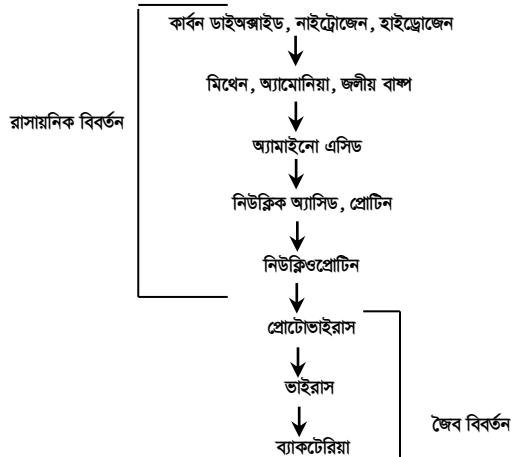 কার্বন ডাইঅক্সাইড, নাইট্রোজেন, হাইড্রোজেন
মিথেন, অ্যামোনিয়া, জলীয় বাষ্প
রাসায়নিক বিবর্তন
অ্যামাইনো এসিড
নিউক্লিক অ্যাসিড, প্রোটিন
নিউক্লিওপ্রোটিন
প্রোটোভাইরাস
ভাইরাস
জৈব বিবর্তন
ব্যাকটেরিয়া